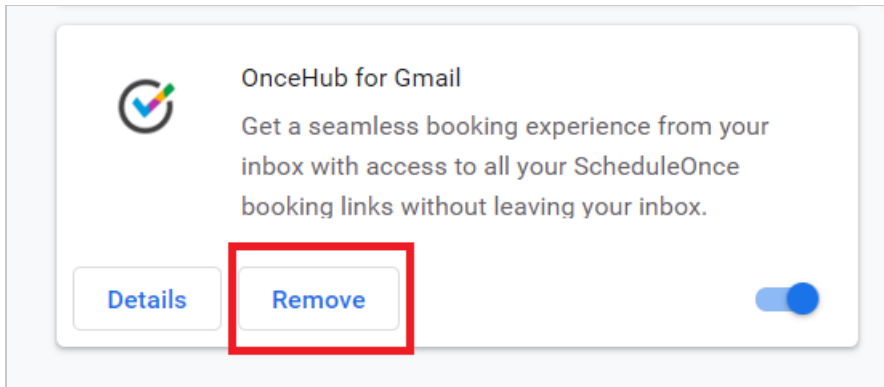 OnceHub for Gmail
Get a seamless booking experience from your
inbox with access to all your ScheduleOnce
booking links without leaving your inbox.
Details
Remove